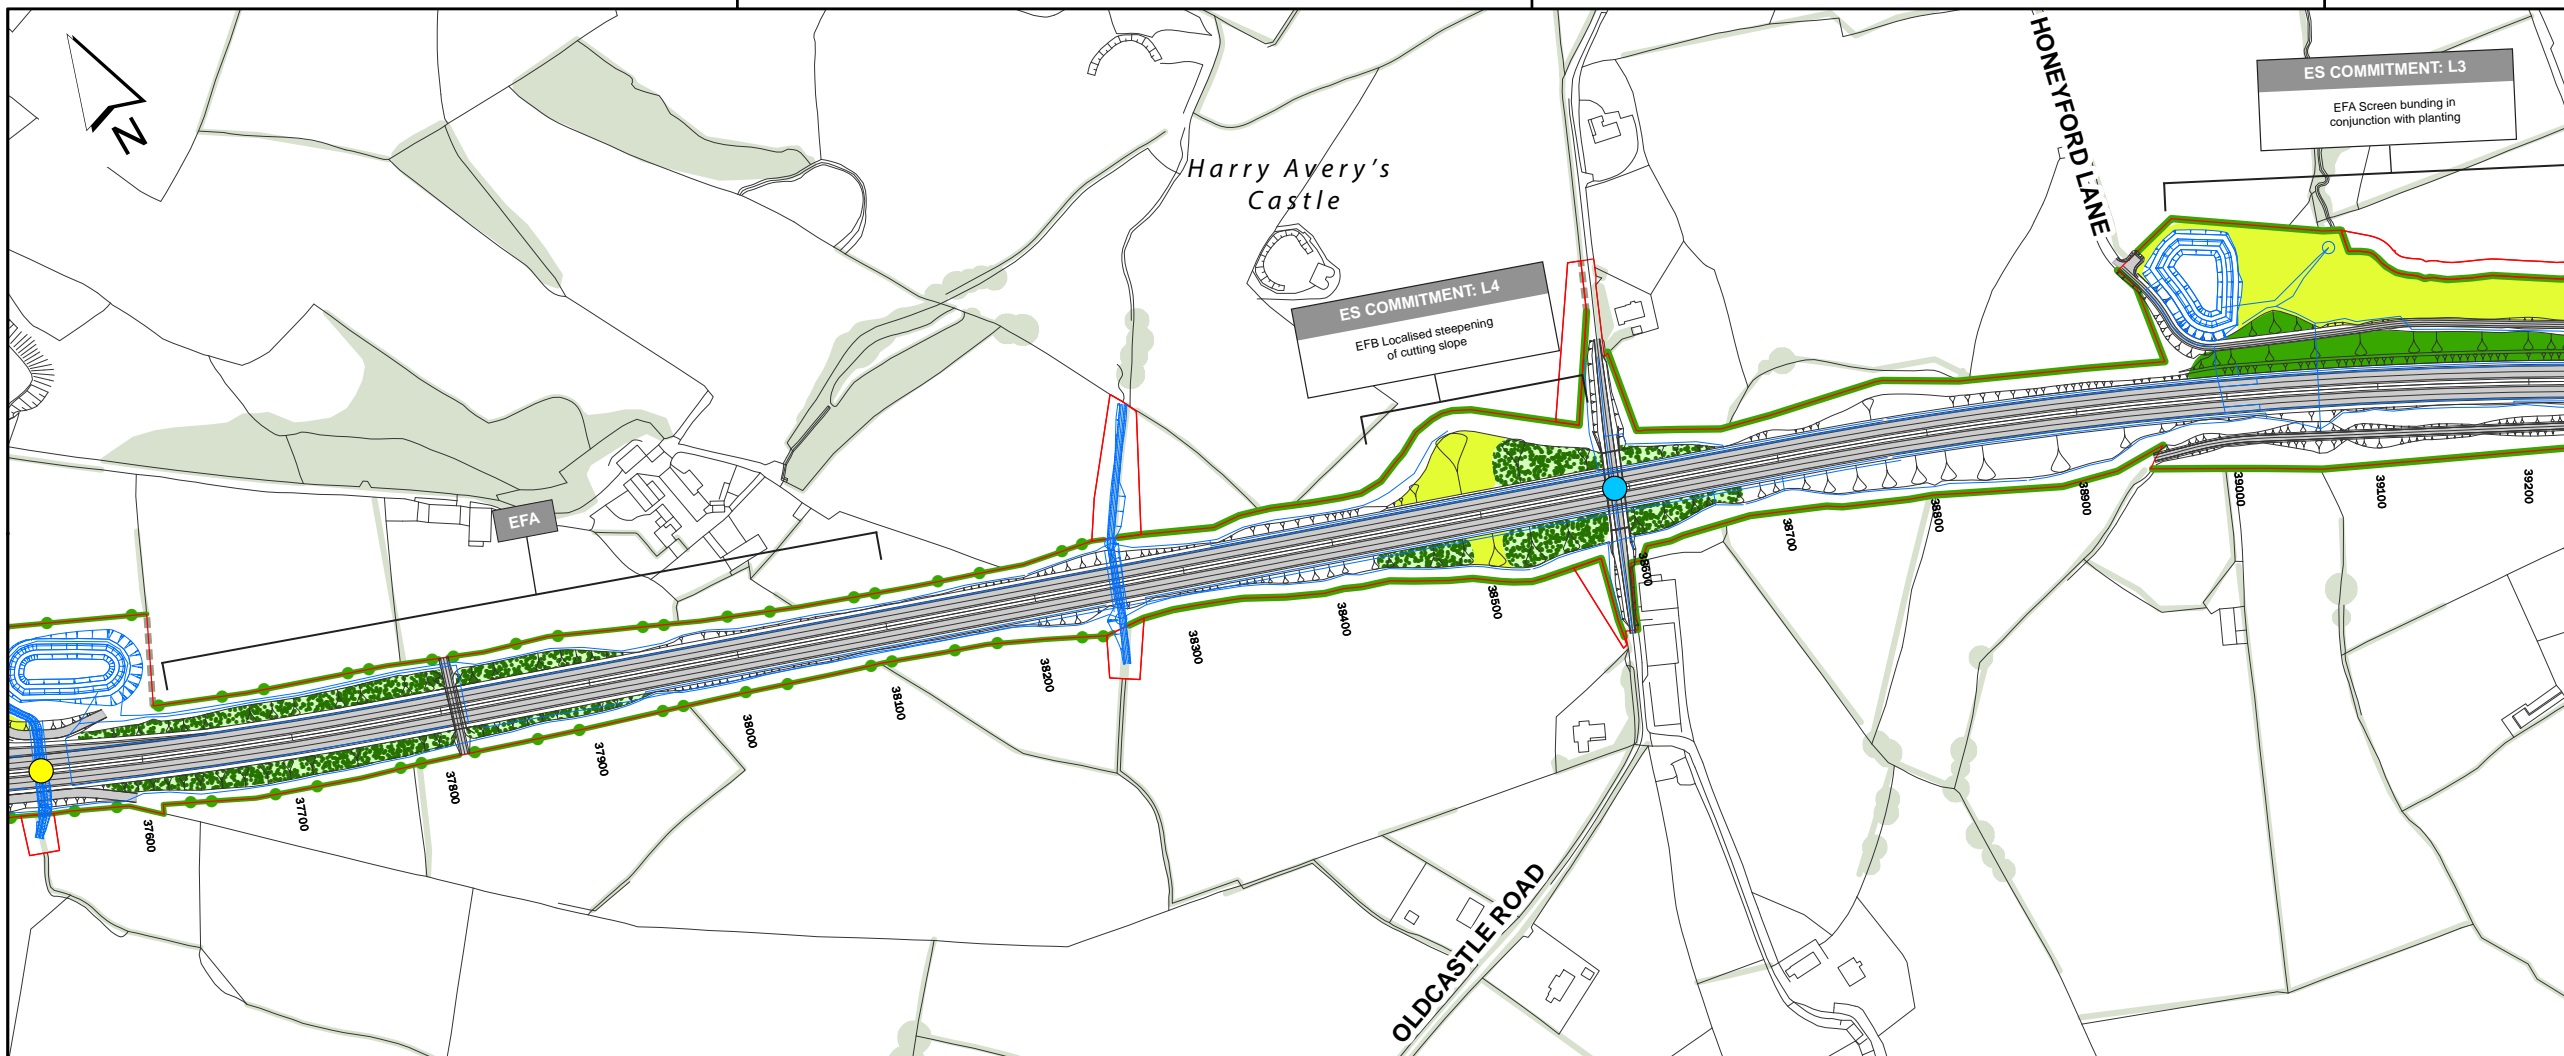 N
HONEYFORD LANE
ES COMMITMENT: L3
EFA Screen bunding in
conjunction with planting
Harry Avery's
Castle
ES COMMITMENT: L4
EFB Localised steepening
of cutting slope
EFA
37600
37700
37800
37900
38000
38100
38200
38300
38400
38500
38600
38700
38800
38900
39000
39100
39200
OLDCASTLE ROAD